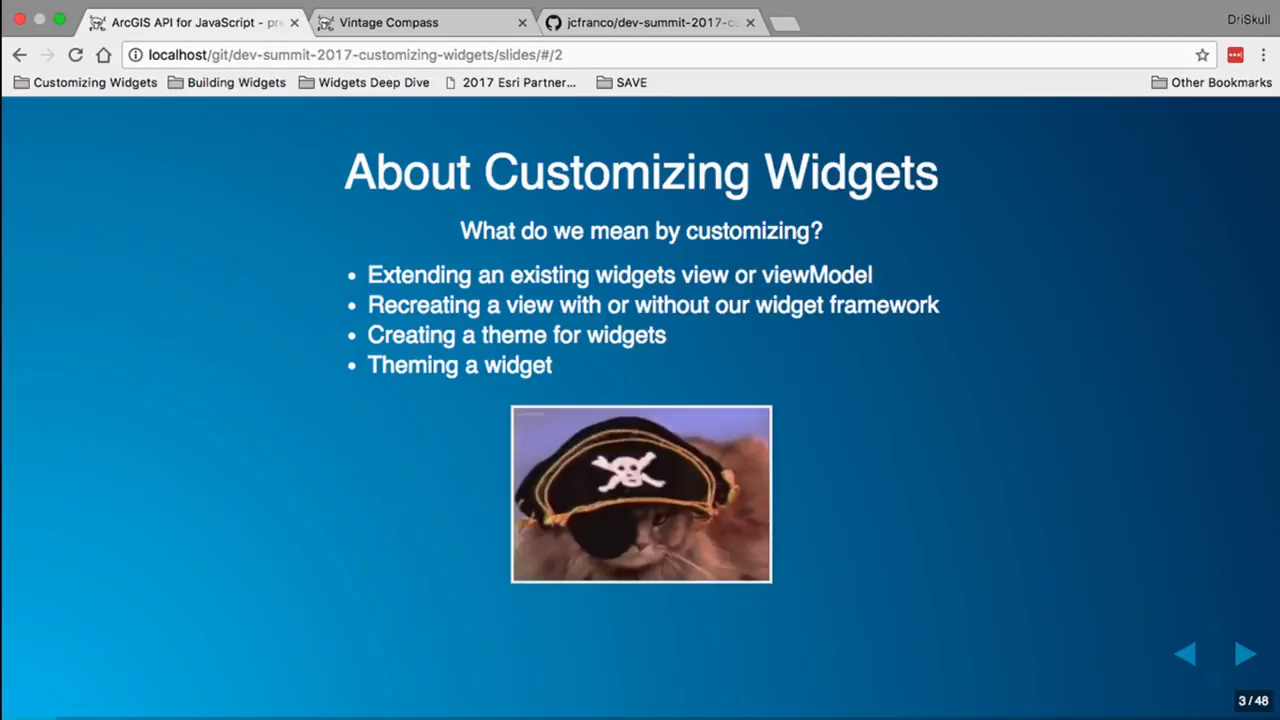 ArcGIS API for JavaScript - pre
Vintage Compass
jcfranco/dev-summit-2017-cu
DriSkull
localhost/git/dev-summit-2017-customizing-widgets/slides/#/2
Customizing Widgets
Building Widgets
Widgets Deep Dive
2017 Esri Partner...
SAVE
Other Bookmarks
About Customizing Widgets
What do we mean by customizing?
• Extending an existing widgets view or viewModel
• Recreating a view with or without our widget framework
• Creating a theme for widgets
• Theming a widget
3 / 48